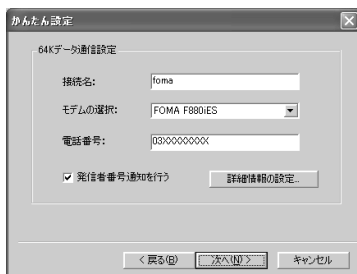 かんたん設定
64Kデータ通信設定
接続名: foma
モデムの選択: FOMA F880iES
電話番号: 03XXXXXXXX
発信者番号通知を行う 詳細情報の設定...
< 戻る(B) 次へ(N) > キャンセル